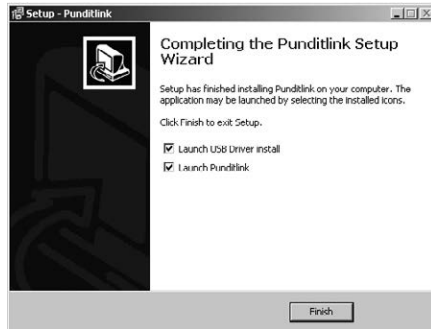 Setup - Punditlink
Completing the Punditlink Setup
Wizard
Setup has finished installing Punditlink on your computer. The
application may be launched by selecting the installed icons.
Click Finish to exit Setup.
Launch USB Driver install
Launch Punditlink
Finish